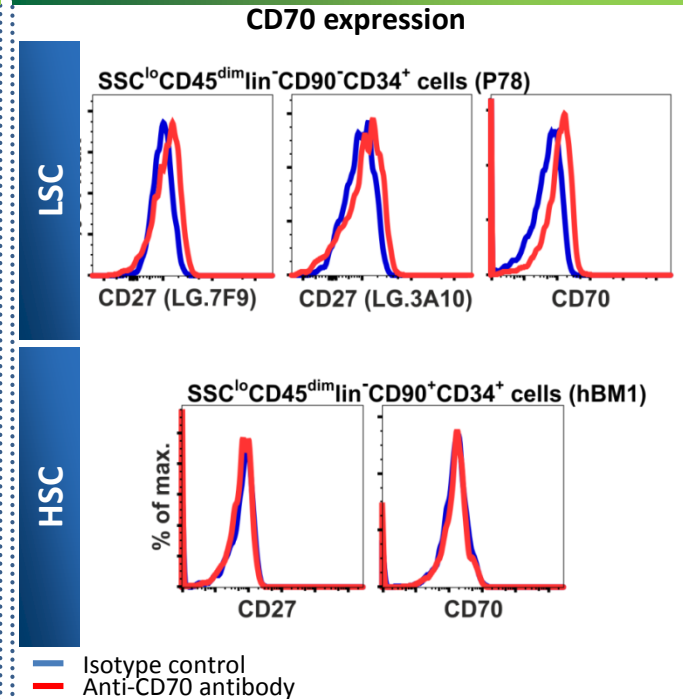 CD70 expression
LSC
SSCˡᵒCD45ᵈⁱᵐlin⁻CD90⁻CD34⁺ cells (P78)
CD27 (LG.7F9)
CD27 (LG.3A10)
CD70
HSC
SSCˡᵒCD45ᵈⁱᵐlin⁻CD90⁺CD34⁺ cells (hBM1)
% of max.
CD27
CD70
Isotype control
Anti-CD70 antibody